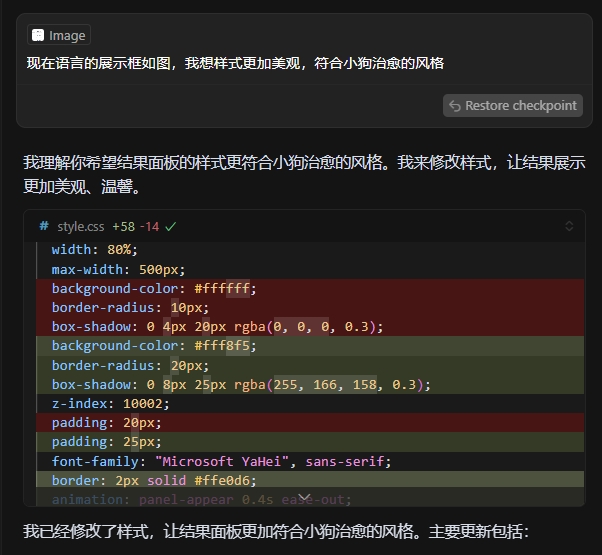 Image
现在语言的展示框如图，我想样式更加美观，符合小狗治愈的风格
Restore checkpoint
我理解你希望结果面板的样式更符合小狗治愈的风格。我来修改样式，让结果展示
更加美观、温馨。
# style.css +58 -14
width: 80%;
max-width: 500px;
background-color: #ffffff;
border-radius: 10px;
box-shadow: 0 4px 20px rgba(0, 0, 0, 0.3);
background-color: #fff8f5;
border-radius: 20px;
box-shadow: 0 8px 25px rgba(255, 166, 158, 0.3);
z-index: 10002;
padding: 20px;
padding: 25px;
font-family: "Microsoft YaHei", sans-serif;
border: 2px solid #ffe0d6;
animation: panel-appear 0.4s ease-out;
我已经修改了样式，让结果面板更加符合小狗治愈的风格。主要更新包括：